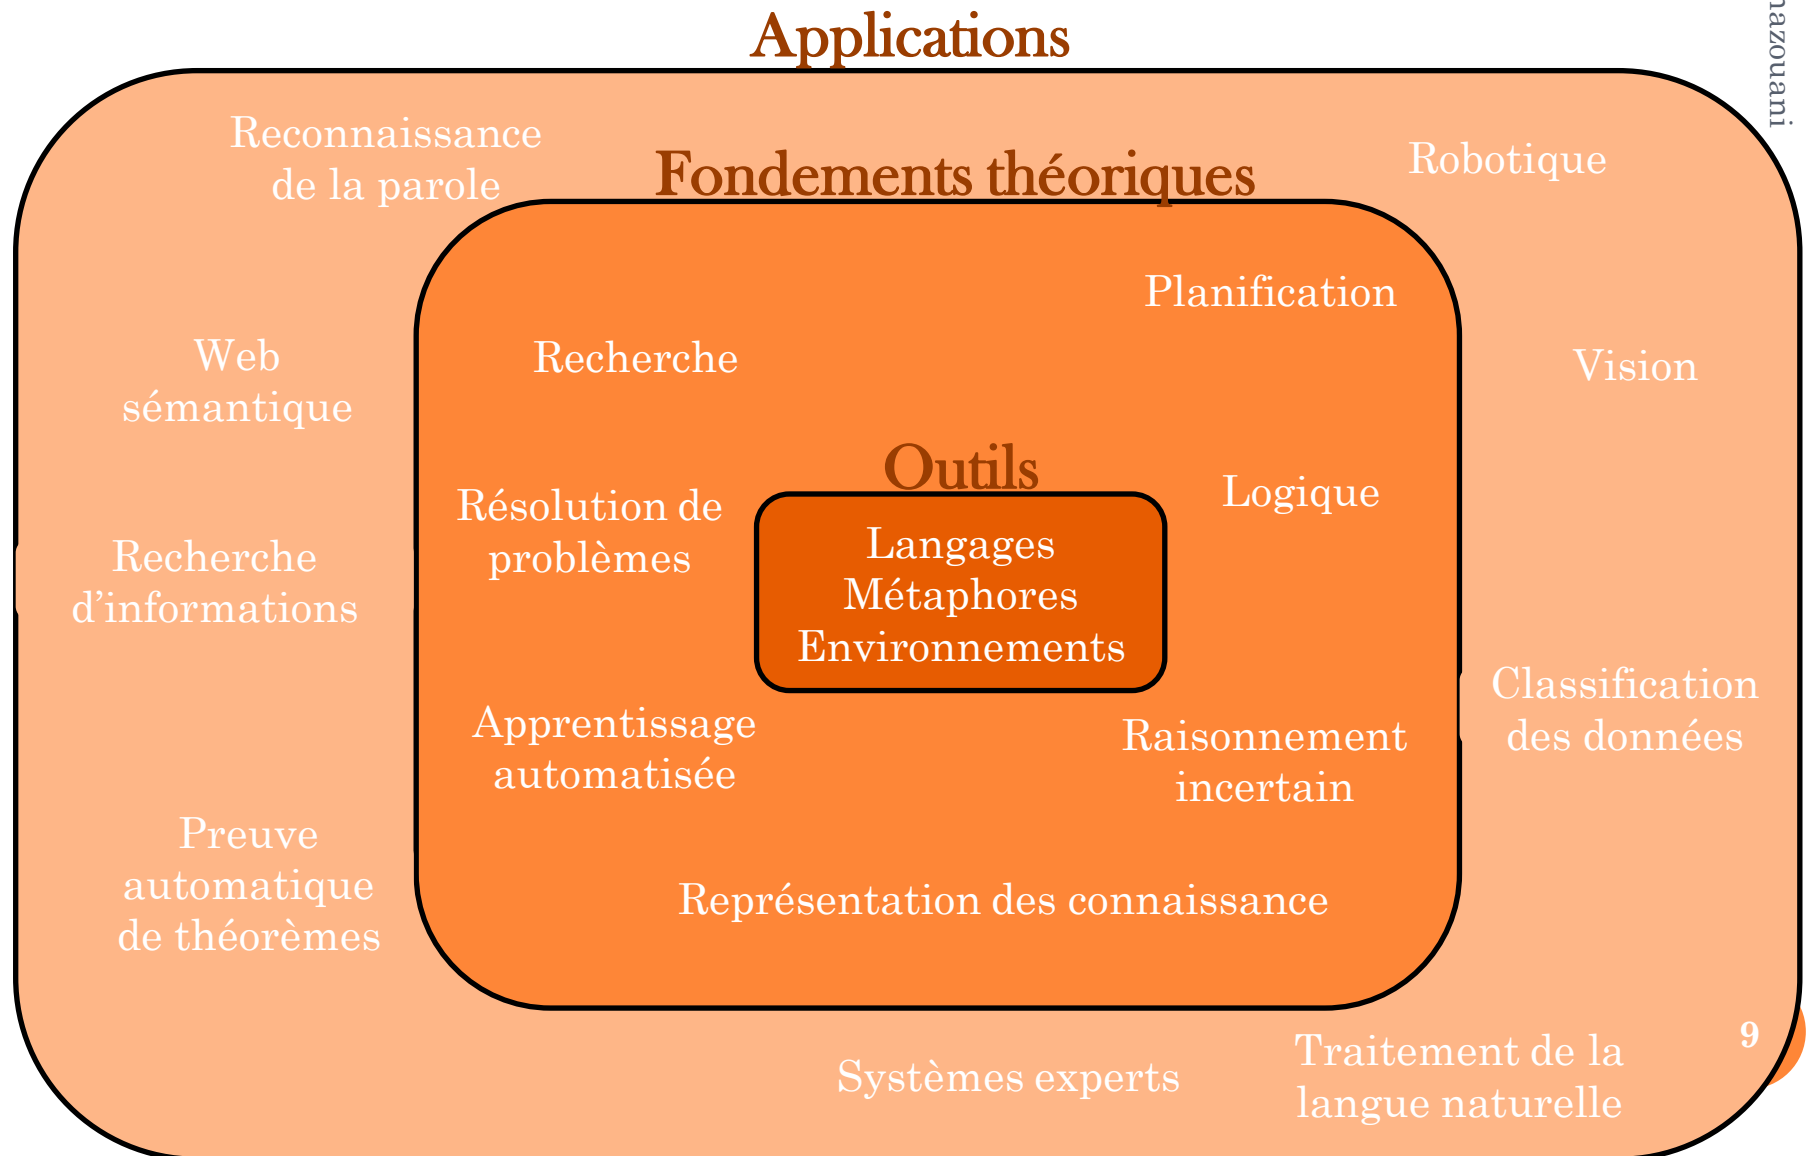 Applications
Reconnaissance
de la parole
Fondements théoriques
Robotique
Planification
Recherche
Web
sémantique
Vision
Outils
Résolution de
problèmes
Logique
Langages
Métaphores
Environnements
Recherche
d’informations
Classification
des données
Apprentissage
automatisée
Raisonnement
incertain
Preuve
automatique
de théorèmes
Représentation des connaissance
Systèmes experts
Traitement de la
langue naturelle
9